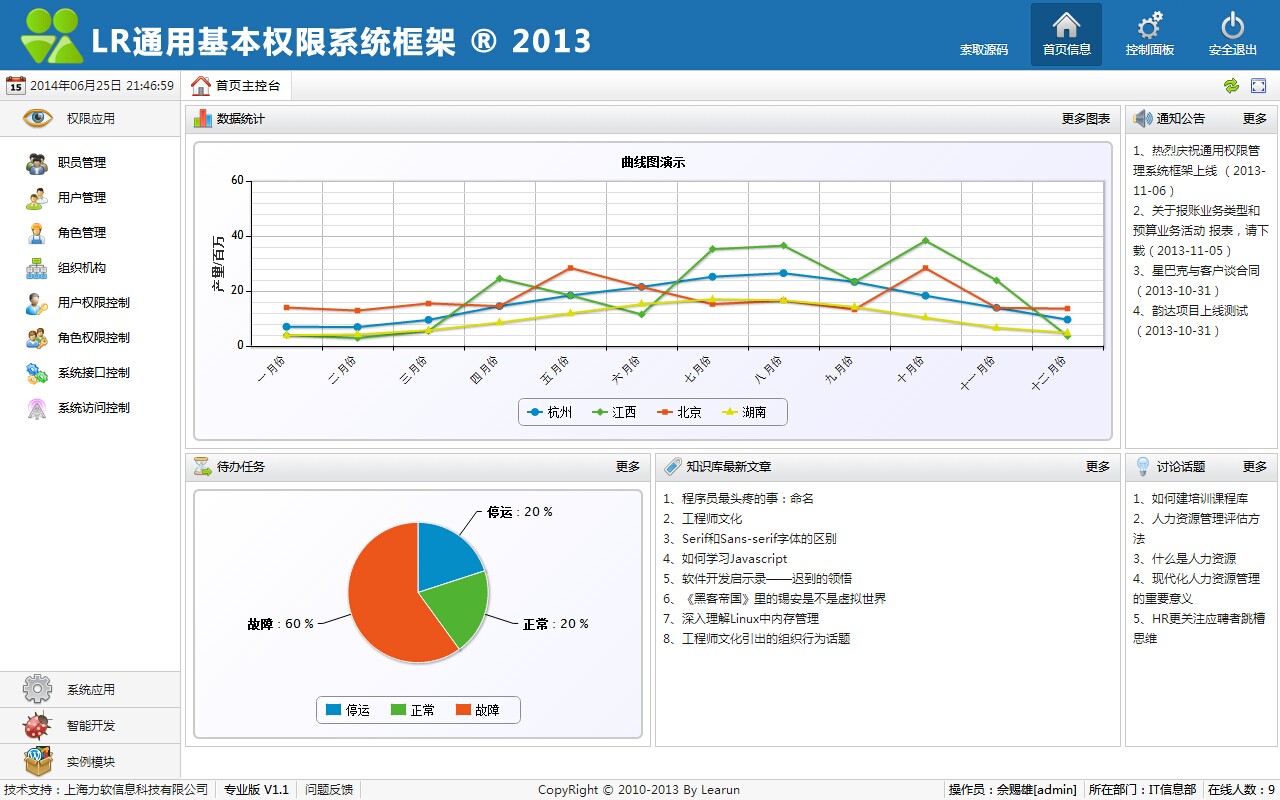 LR通用基本权限系统框架 ® 2013
索取源码
首页信息
控制面板
安全退出
15
2014年06月25日 21:46:59
首页主控台
权限应用
职员管理
用户管理
角色管理
组织机构
用户权限控制
角色权限控制
系统接口控制
系统访问控制
系统应用
智能开发
实例模块
数据统计
更多图表
曲线图演示
产里/百万
60
40
20
0
一月份
二月份
三月份
四月份
五月份
六月份
七月份
八月份
九月份
十月份
十一月份
十二月份
杭州
江西
北京
湖南
通知公告
更多
1、热烈庆祝通用权限管
理系统框架上线 （2013-
11-06 ）
2、关于报账业务类型和
预算业务活动 报表，请下
载（2013-11-05 ）
3、星巴克与客户谈合同
（2013-10-31 ）
4、韵达项目上线测试
（2013-10-31 ）
待办任务
更多
停运 : 20 %
故障 : 60 %
正常 : 20 %
停运
正常
故障
知识库最新文章
更多
1、程序员最头疼的事：命名
2、工程师文化
3、Serif和Sans-serif字体的区别
4、如何学习Javascript
5、软件开发启示录——迟到的领悟
6、《黑客帝国》里的锡安是不是虚拟世界
7、深入理解Linux中内存管理
8、工程师文化引出的组织行为话题
讨论话题
更多
1、如何建培训课程库
2、人力资源管理评估方
法
3、什么是人力资源
4、现代化人力资源管理
的重要意义
5、HR更关注应聘者跳槽
思维
技术支持：上海力软信息科技有限公司
专业版 V1.1
问题反馈
CopyRight © 2010-2013 By Learun
操作员：佘赐雄[admin]
所在部门：IT信息部
在线人数：9